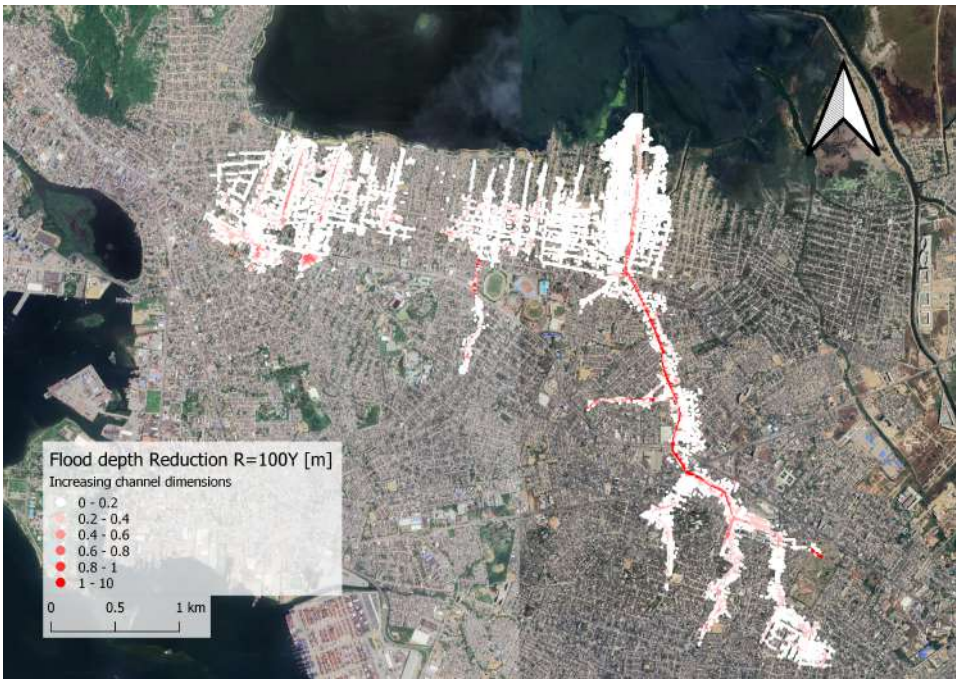 Flood depth Reduction R=100Y [m]
Increasing channel dimensions
0 - 0.2
0.2 - 0.4
0.4 - 0.6
0.6 - 0.8
0.8 - 1
1 - 10
0 0.5 1 km